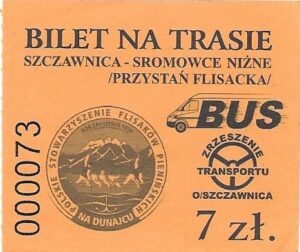 BILET NA TRASIE
SZCZAWNICA - SROMOWCE NIŻNE
/PRZYSTAŃ FLISACKA/
000073
POLSKIE STOWARZYSZENIE FLISAKÓW PIENIŃSKICH
NA DUNAJCU
BUS
ZRZESZENIE
TRANSPORTU
O/SZCZAWNICA
7 zł.